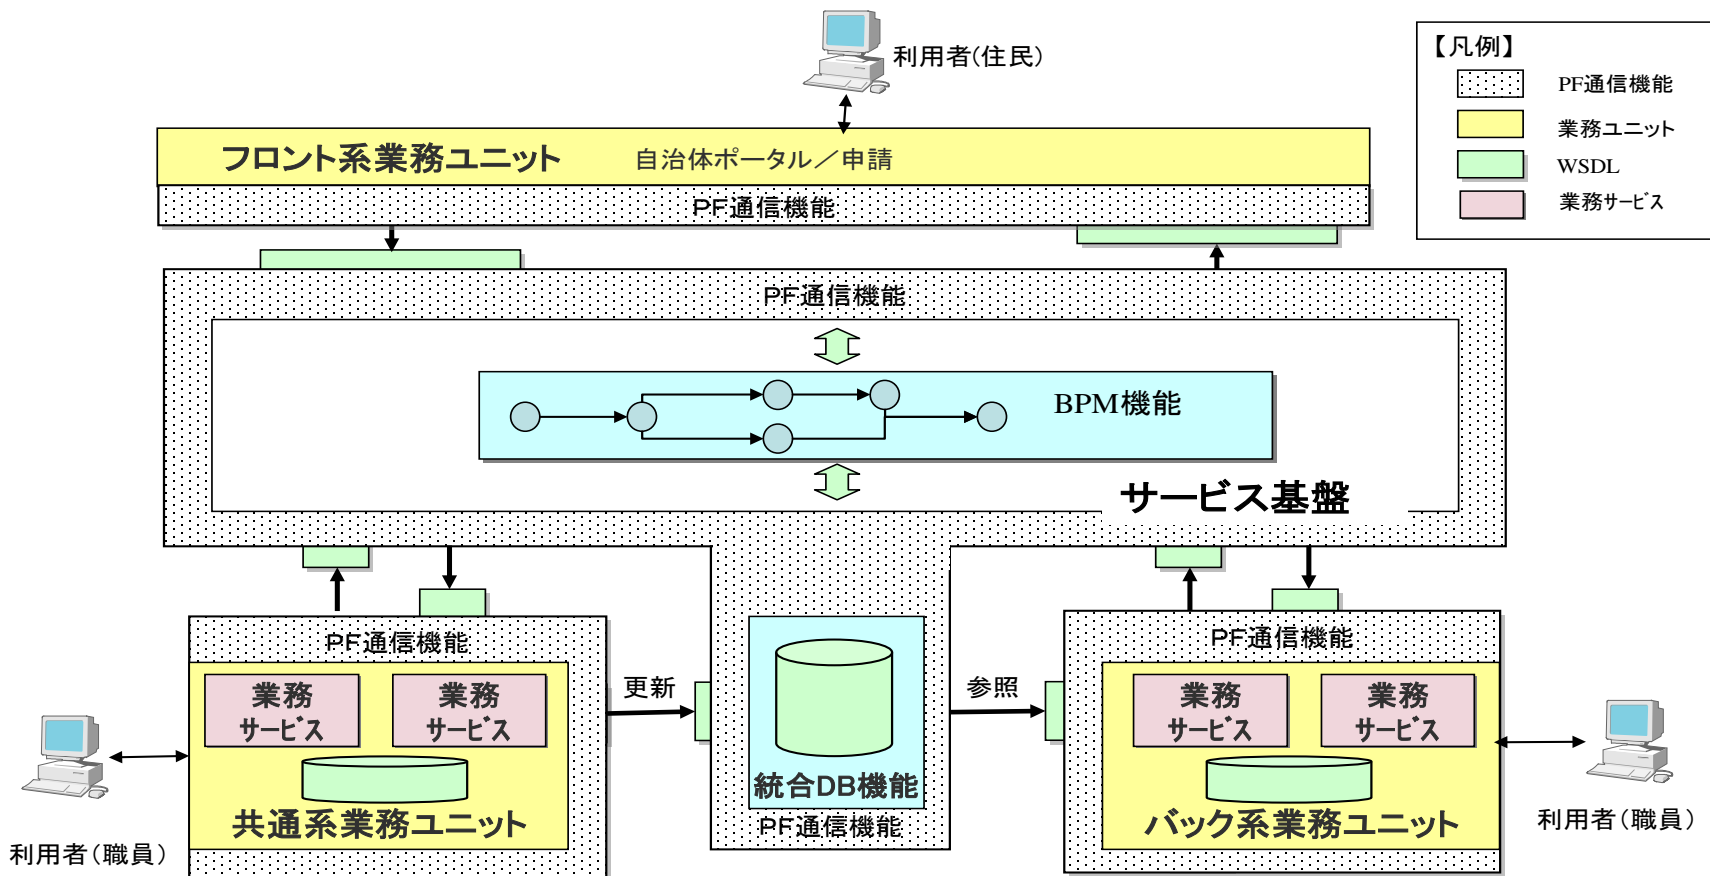 利用者(住民)
【凡例】
PF通信機能
業務ユニット
WSDL
業務サービス
フロント系業務ユニット 自治体ポータル／申請
PF通信機能
PF通信機能
BPM機能
サービス基盤
PF通信機能
業務
サービス
業務
サービス
共通系業務ユニット
利用者(職員)
更新
統合DB機能
PF通信機能
参照
PF通信機能
業務
サービス
業務
サービス
バック系業務ユニット
利用者(職員)